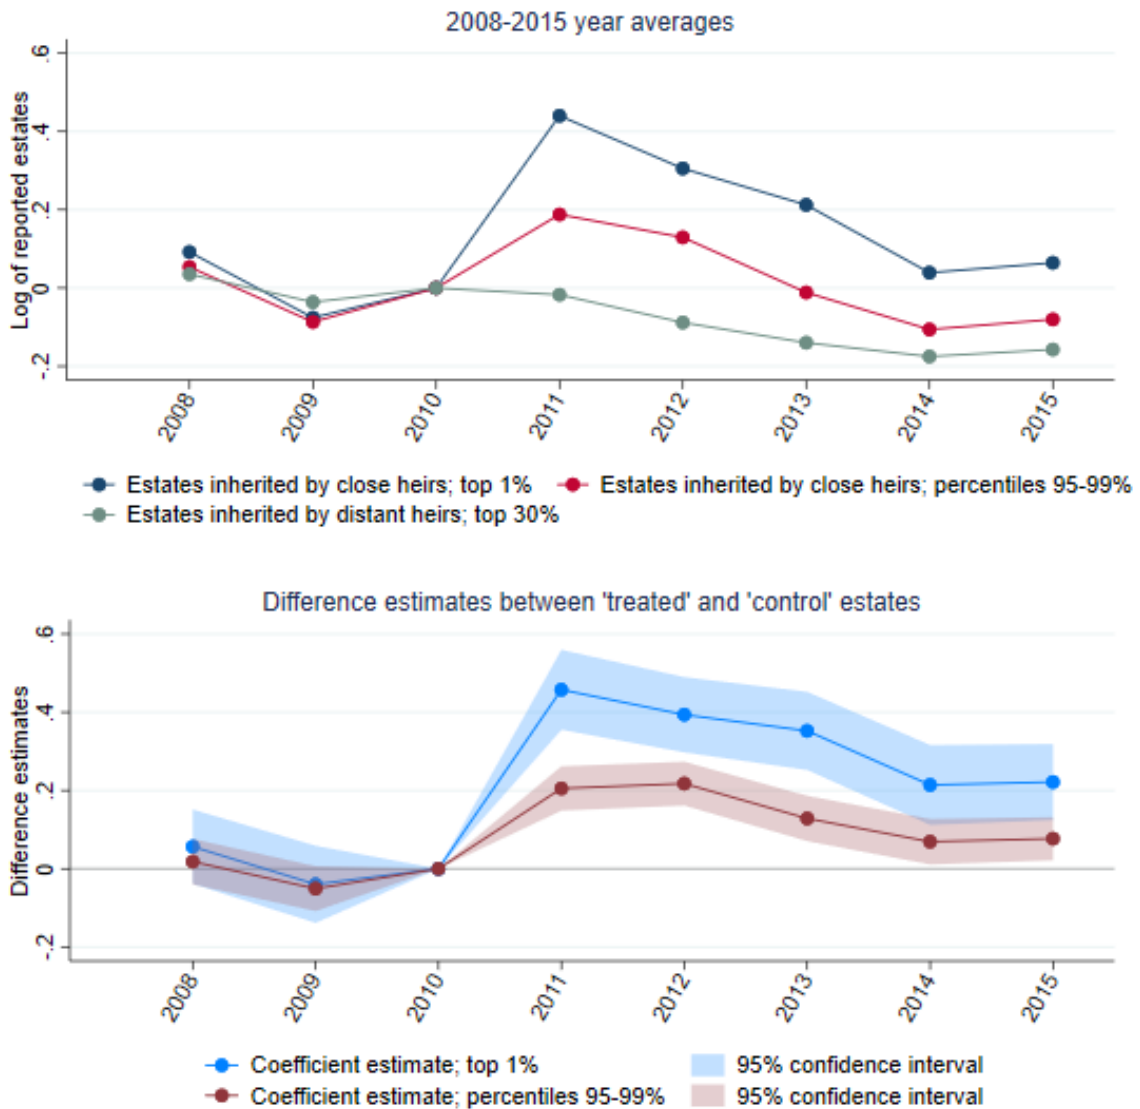 2008-2015 year averages
Log of reported estates
.6
.4
.2
0
-.2
2008 2009 2010 2011 2012 2013 2014 2015
Estates inherited by close heirs; top 1% Estates inherited by close heirs; percentiles 95-99%
Estates inherited by distant heirs; top 30%
Difference estimates between 'treated' and 'control' estates
Difference estimates
.6
.4
.2
0
-.2
2008 2009 2010 2011 2012 2013 2014 2015
Coefficient estimate; top 1% 95% confidence interval
Coefficient estimate; percentiles 95-99% 95% confidence interval